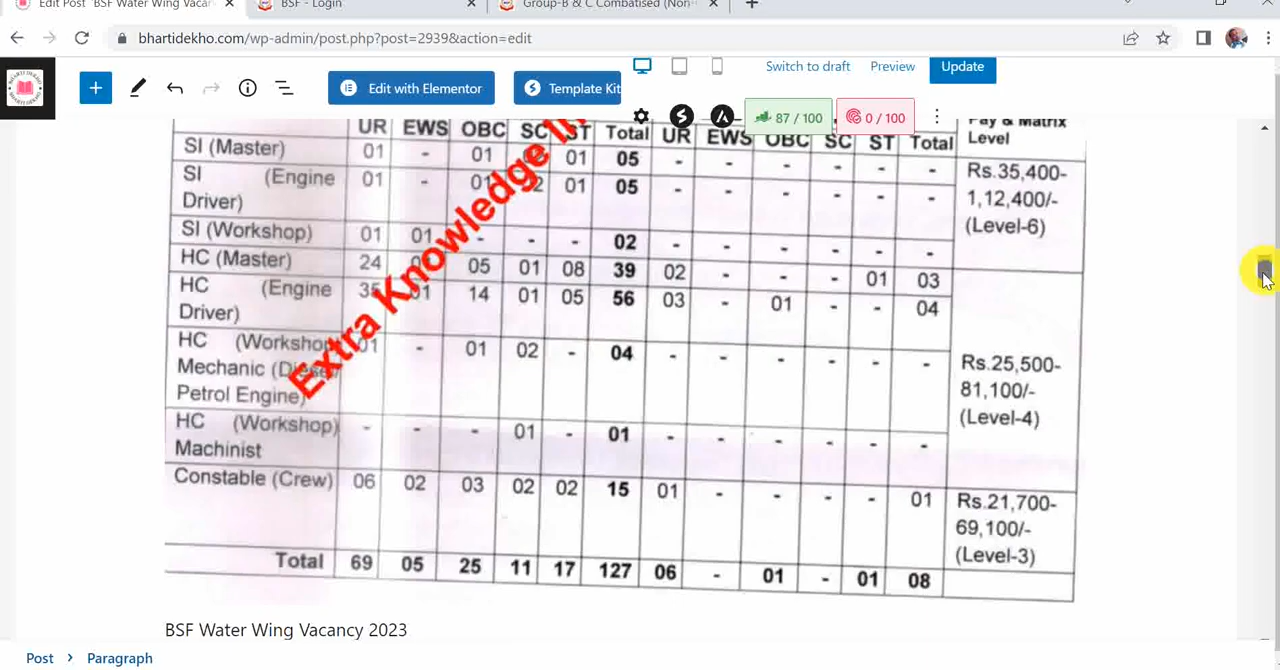 Edit Post "BSF Water Wing Vacan
BSF - Login
Group-B & C Combatised (Non-
bhartidekho.com/wp-admin/post.php?post=2939&action=edit
Edit with Elementor
Template Kit
Switch to draft
Preview
Update
87 / 100
0 / 100
UR EWS OBC SC ST Total UR EWS OBC SC ST Total Pay & Matrix Level
SI (Master) 01 - 01 01 05 - - - - - - Rs.35,400-
SI (Engine Driver) 01 - 01 2 01 05 - - - - - - 1,12,400/-
(Level-6)
SI (Workshop) 01 01 - - - 02 - - - - - -
HC (Master) 24 05 01 08 39 02 - - - 01 03
HC (Engine Driver) 35 01 14 01 05 56 03 - 01 - - 04
HC (Workshop) Mechanic (Diesel/ Petrol Engine) 01 - 01 02 - 04 - - - - - - Rs.25,500-
81,100/-
(Level-4)
HC (Workshop) Machinist - - - 01 - 01 - - - - - -
Constable (Crew) 06 02 03 02 02 15 01 - - - - 01 Rs.21,700-
69,100/-
(Level-3)
Total 69 05 25 11 17 127 06 - 01 - 01 08
Extra Knowledge
BSF Water Wing Vacancy 2023
Post > Paragraph